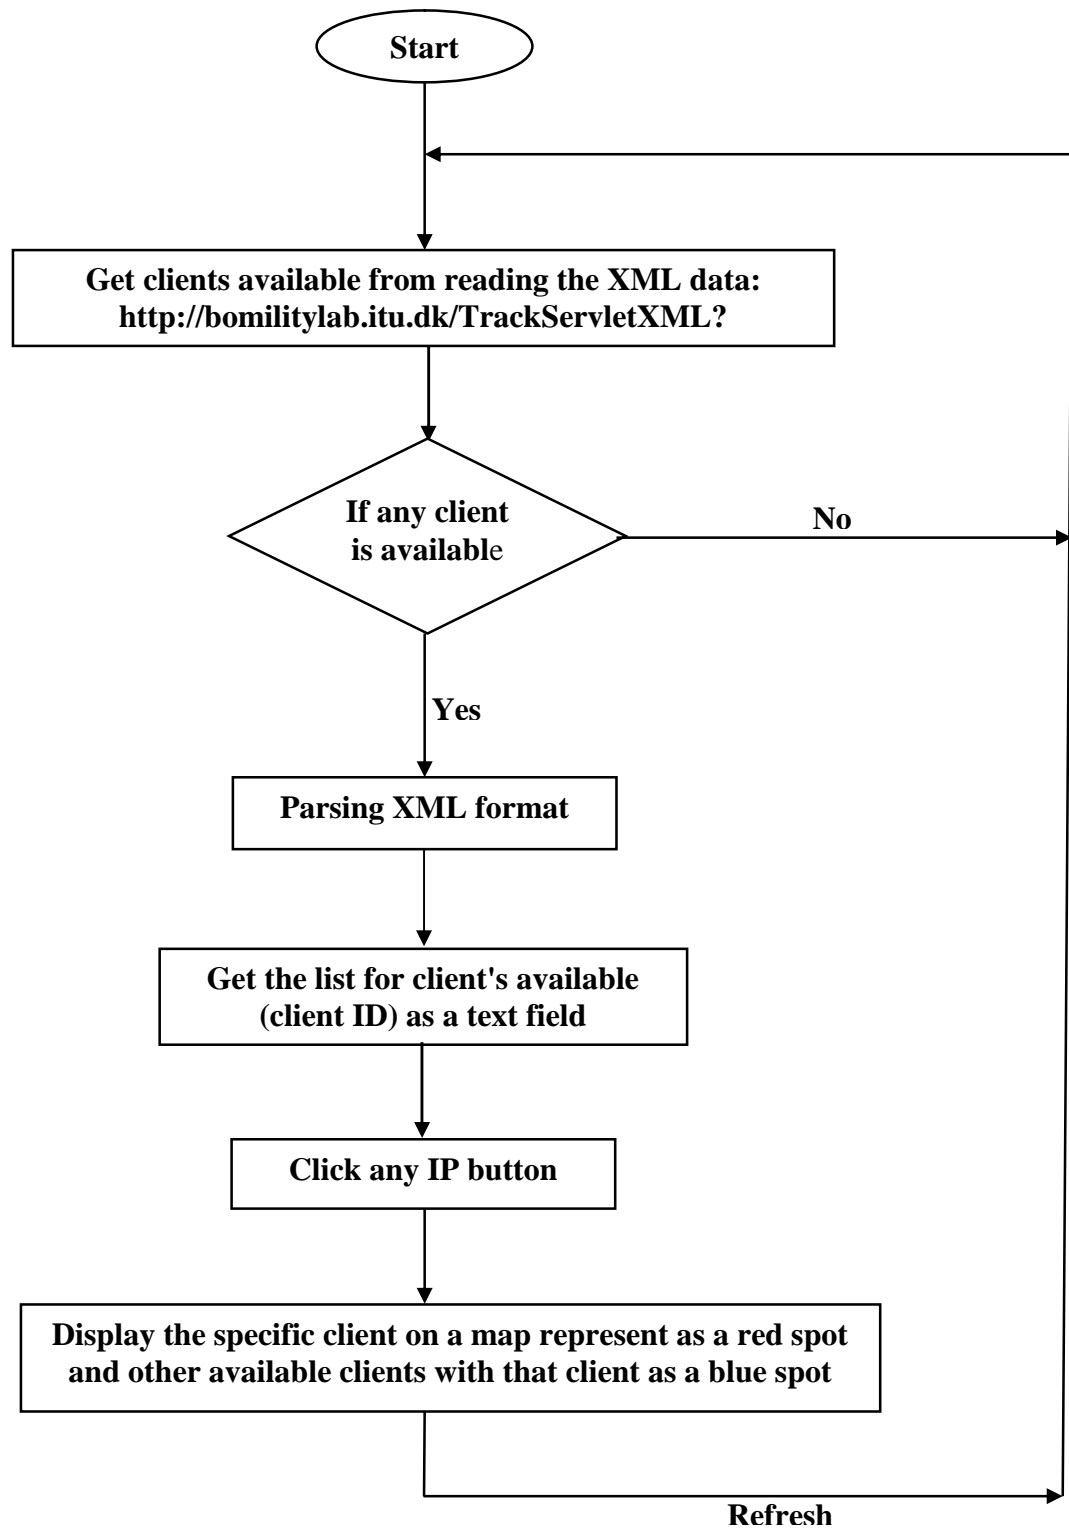 Start
Get clients available from reading the XML data:
http://bomilitylab.itu.dk/TrackServletXML?
If any client
is available
No
Yes
Parsing XML format
Get the list for client's available
(client ID) as a text field
Click any IP button
Display the specific client on a map represent as a red spot
and other available clients with that client as a blue spot
Refresh